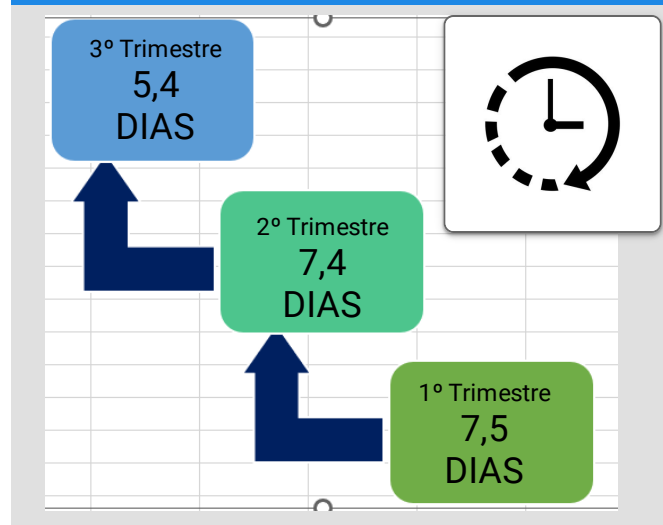 3º Trimestre
5,4
DIAS
2º Trimestre
7,4
DIAS
1º Trimestre
7,5
DIAS